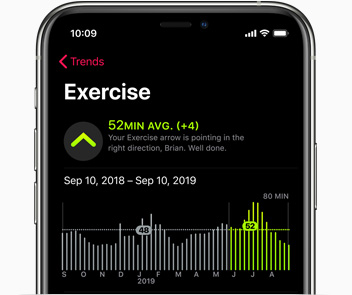 10:09
Trends
Exercise
52MIN AVG. (+4)
Your Exercise arrow is pointing in the
right direction, Brian. Well done.
Sep 10, 2018 – Sep 10, 2019
80 MIN
48
52
S O N D J F M A M J J A
2019